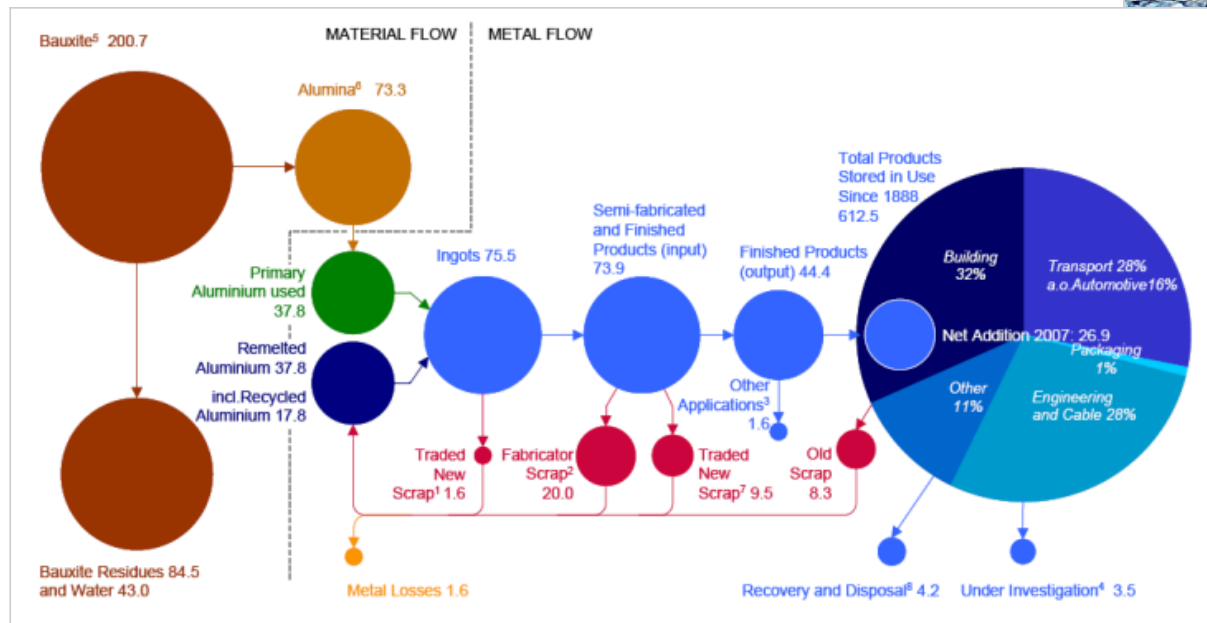 MATERIAL FLOW
METAL FLOW
Bauxite⁵ 200.7
Alumina⁶ 73.3
Total Products
Stored in Use
Since 1888
612.5
Semi-fabricated
and Finished
Products (input)
73.9
Ingots 75.5
Finished Products
(output) 44.4
Building
32%
Transport 28%
a.o.Automotive16%
Primary
Aluminium used
37.8
Net Addition 2007: 26.9
Packaging
1%
Remelted
Aluminium 37.8
incl.Recycled
Aluminium 17.8
Other
Applications³
1.6
Other
11%
Engineering
and Cable 28%
Traded
New
Scrap¹ 1.6
Fabricator
Scrap²
20.0
Traded
New
Scrap⁷ 9.5
Old
Scrap
8.3
Bauxite Residues 84.5
and Water 43.0
Metal Losses 1.6
Recovery and Disposal⁸ 4.2
Under Investigation⁴ 3.5